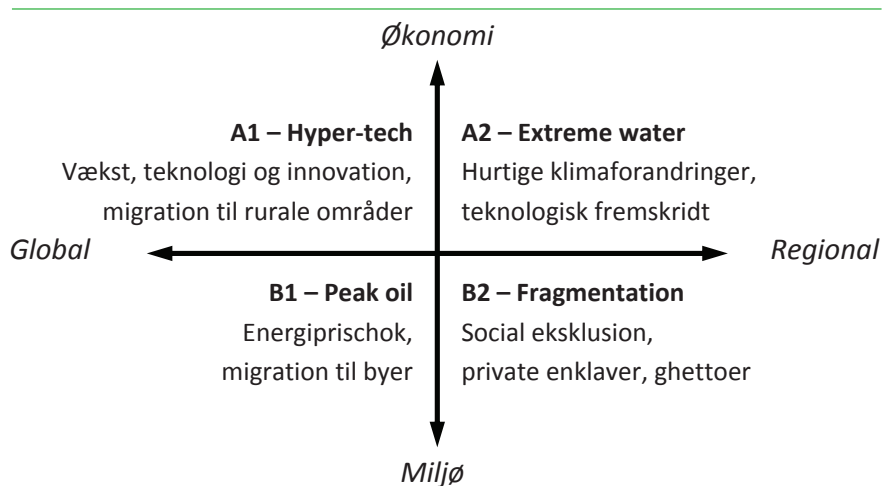 Økonomi
A1 – Hyper-tech
Vækst, teknologi og innovation,
migration til rurale områder
A2 – Extreme water
Hurtige klimaforandringer,
teknologisk fremskridt
Global
Regional
B1 – Peak oil
Energiprischok,
migration til byer
B2 – Fragmentation
Social eksklusion,
private enklaver, ghettoer
Miljø